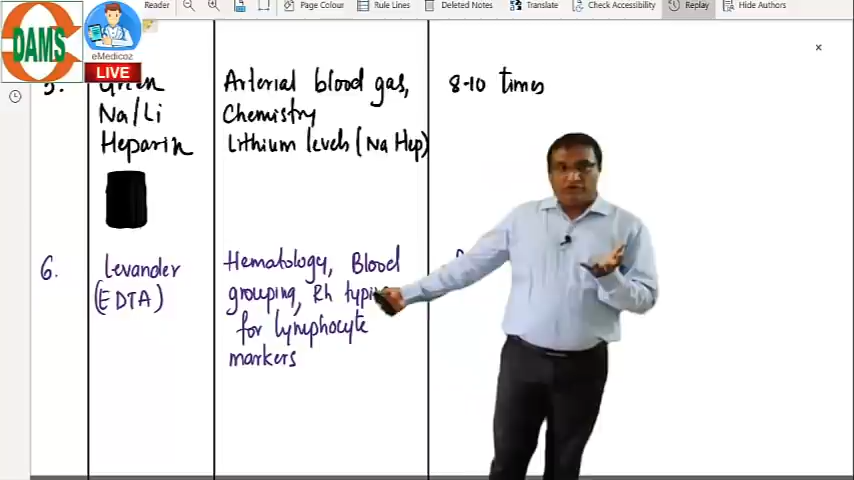 Reader
Page Colour
Rule Lines
Deleted Notes
Translate
Check Accessibility
Replay
Hide Authors
DAMS
eMedicoz
LIVE
5. Green Arterial blood gas, 8-10 times
Na/Li Chemistry
Heparin Lithium levels (Na Hep)
6. Levander Hematology, Blood
(EDTA) grouping, Rh
for lymphocyte
markers